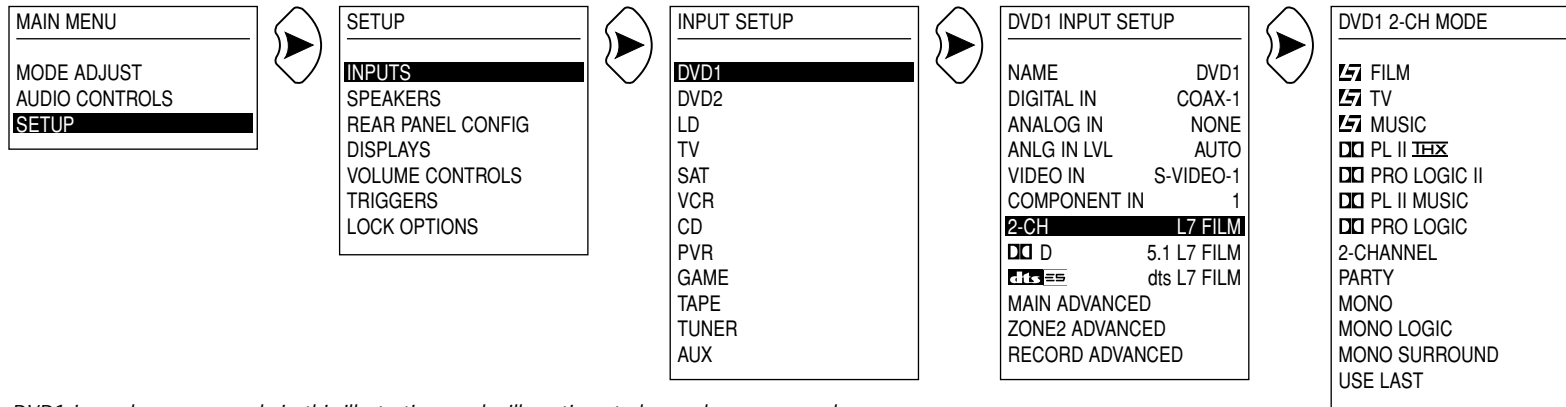 MAIN MENU
MODE ADJUST
AUDIO CONTROLS
SETUP
SETUP
INPUTS
SPEAKERS
REAR PANEL CONFIG
DISPLAYS
VOLUME CONTROLS
TRIGGERS
LOCK OPTIONS
INPUT SETUP
DVD1
DVD2
LD
TV
SAT
VCR
CD
PVR
GAME
TAPE
TUNER
AUX
DVD1 INPUT SETUP
NAME DVD1
DIGITAL IN COAX-1
ANALOG IN NONE
ANLG IN LVL AUTO
VIDEO IN S-VIDEO-1
COMPONENT IN 1
2-CH L7 FILM
D 5.1 L7 FILM
dts ES dts L7 FILM
MAIN ADVANCED
ZONE2 ADVANCED
RECORD ADVANCED
DVD1 2-CH MODE
L7 FILM
L7 TV
L7 MUSIC
PL II THX
PRO LOGIC II
PL II MUSIC
PRO LOGIC
2-CHANNEL
PARTY
MONO
MONO LOGIC
MONO SURROUND
USE LAST